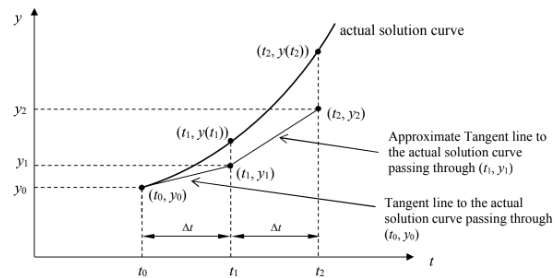 y
actual solution curve
(t2, y(t2))
y2
(t2, y2)
(t1, y(t1))
Approximate Tangent line to
the actual solution curve
passing through (t1, y1)
y1
(t1, y1)
y0
(t0, y0)
Tangent line to the actual
solution curve passing through
(t0, y0)
Δt Δt
t
t0 t1 t2